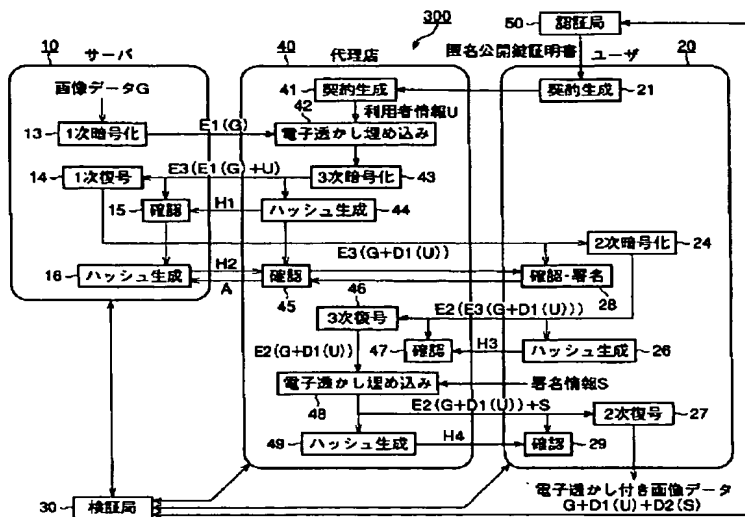 300
50 認証局
10 サーバ
40 代理店
匿名公開鍵証明書
ユーザ 20
画像データG
41 契約生成
契約生成 21
42 利用者情報U
13 1次暗号化
E1(G)
電子透かし埋め込み
14 1次復号
E3(E1(G)+U)
3次暗号化 43
15 確認
H1
ハッシュ生成 44
2次暗号化 24
E3(G+D1(U))
16 ハッシュ生成
H2
A
確認
45
確認・署名
28
46
3次復号
E2(E3(G+D1(U)))
E2(G+D1(U))
47 確認
H3
ハッシュ生成 26
電子透かし埋め込み
48
署名情報S
E2(G+D1(U))+S
2次復号 27
49 ハッシュ生成
H4
確認 29
30 検証局
電子透かし付き画像データ
G+D1(U)+D2(S)